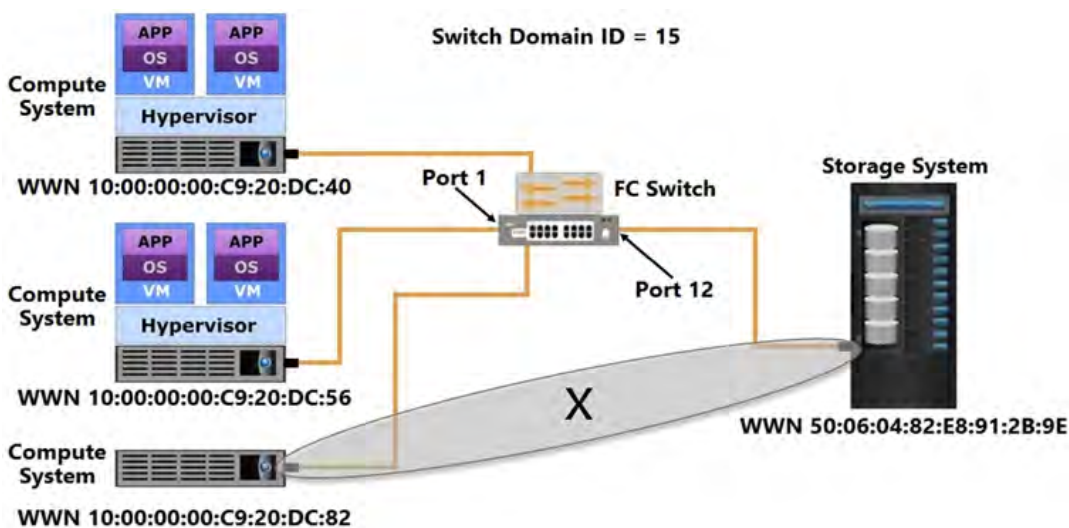 Switch Domain ID = 15
APP APP
OS OS
VM VM
Compute
System
Hypervisor
WWN 10:00:00:00:C9:20:DC:40
Port 1
FC Switch
Storage System
APP APP
OS OS
VM VM
Compute
System
Hypervisor
Port 12
WWN 10:00:00:00:C9:20:DC:56
X
WWN 50:06:04:82:E8:91:2B:9E
Compute
System
WWN 10:00:00:00:C9:20:DC:82